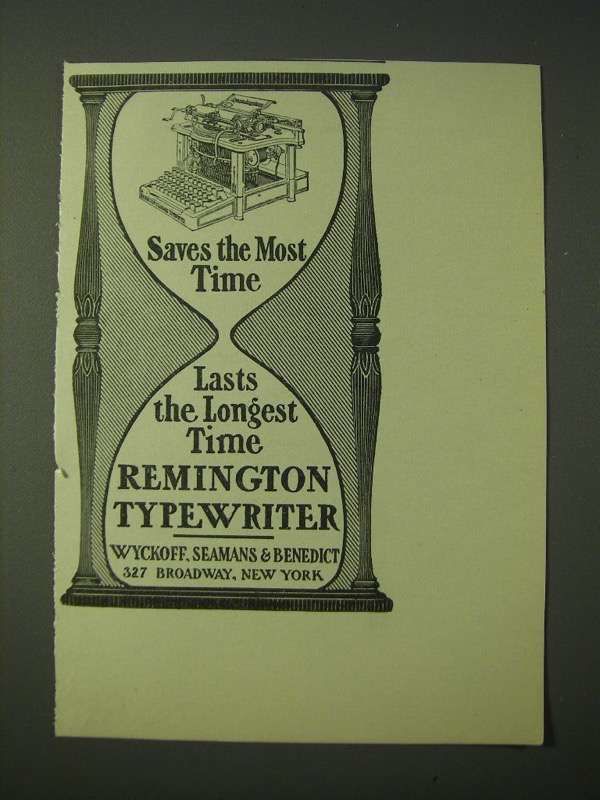 Saves the Most
Time
Lasts
the Longest
Time
REMINGTON
TYPEWRITER
WYCKOFF, SEAMANS & BENEDICT
327 BROADWAY, NEW YORK